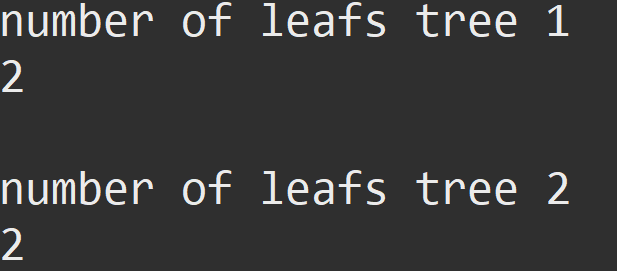 number of leafs tree 1
2
number of leafs tree 2
2